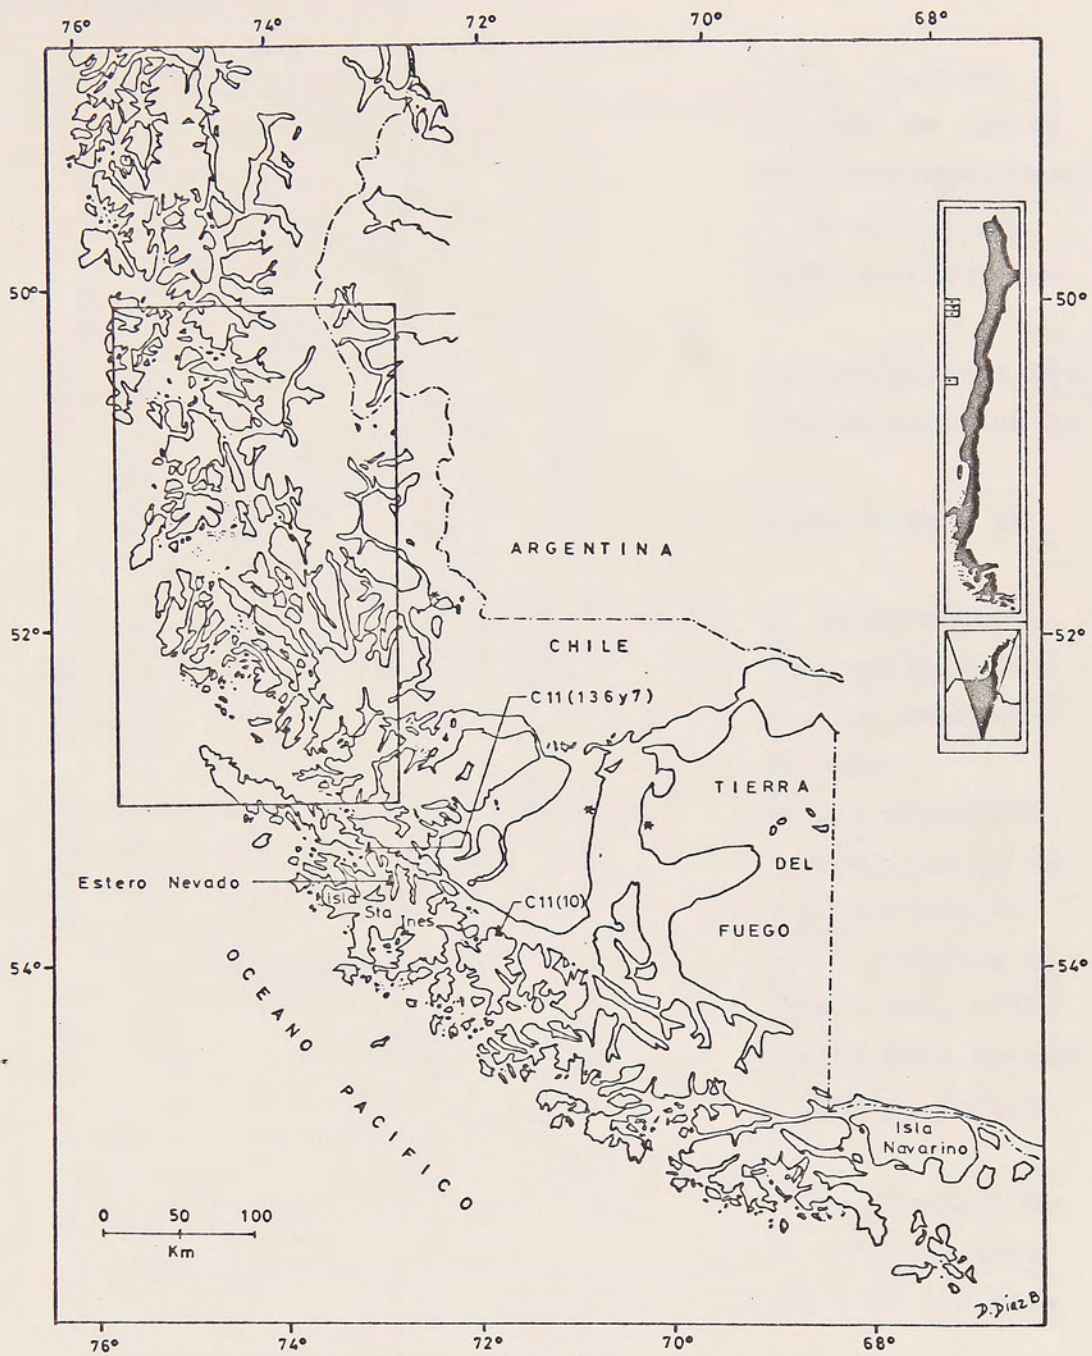 76° 74° 72° 70° 68°
50° 50°
ARGENTINA
52° 52°
CHILE
C11(136y7)
TIERRA
DEL
Estero Nevado
Isla
Sta
Ines
C11(10)
FUEGO
54° 54°
OCEANO PACIFICO
Isla
Navarino
0 50 100
Km
D.Díaz B
76° 74° 72° 70° 68°